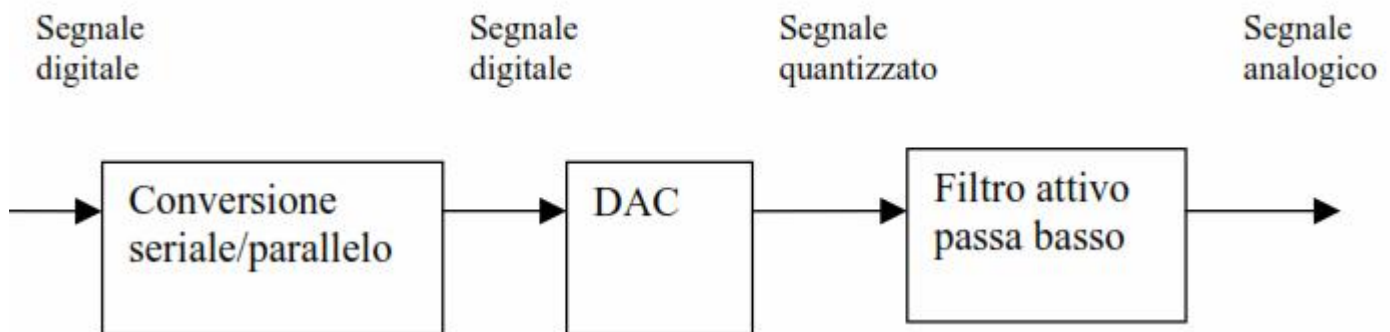 Segnale
digitale
Segnale
digitale
Segnale
quantizzato
Segnale
analogico
Conversione
seriale/parallelo
DAC
Filtro attivo
passa basso